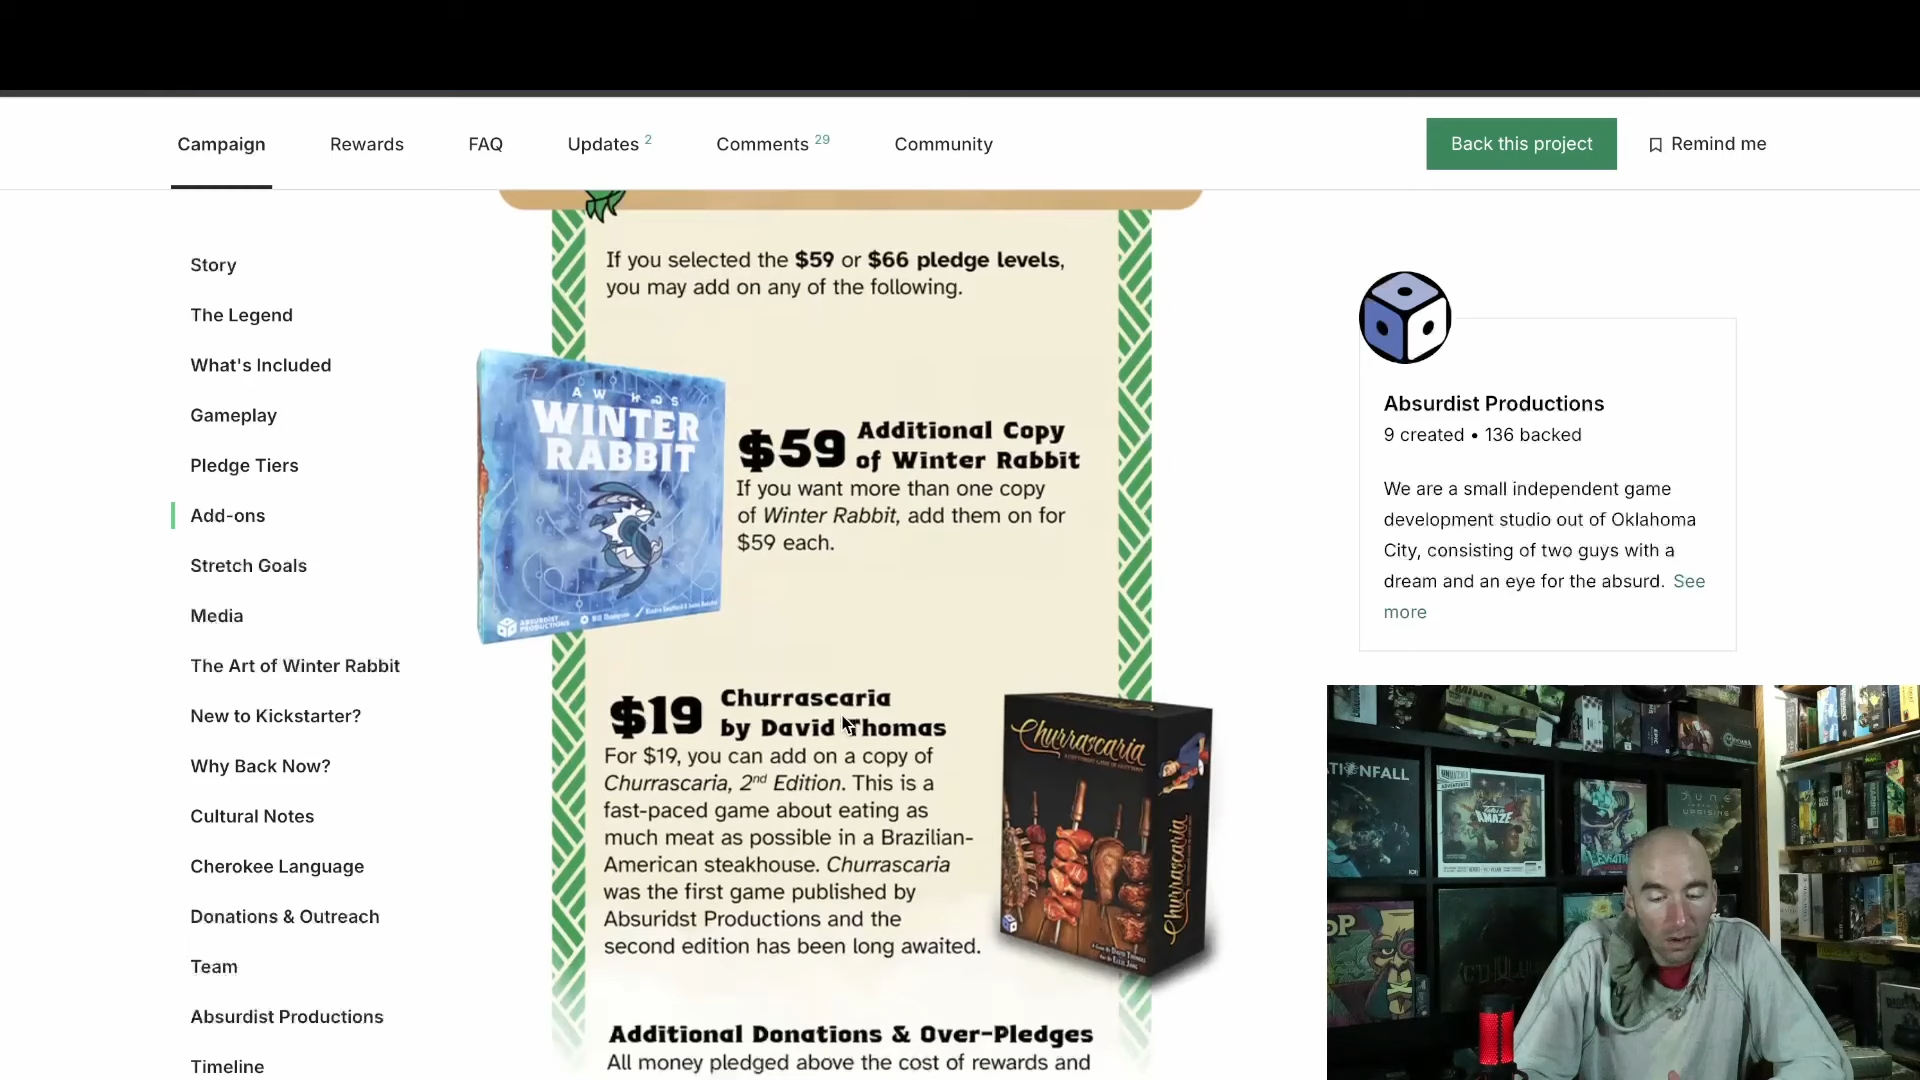 Campaign
Rewards
FAQ
Updates 2
Comments 29
Community
Back this project
Remind me
Story
The Legend
What's Included
Gameplay
Pledge Tiers
Add-ons
Stretch Goals
Media
The Art of Winter Rabbit
New to Kickstarter?
Why Back Now?
Cultural Notes
Cherokee Language
Donations & Outreach
Team
Absurdist Productions
Timeline
If you selected the $59 or $66 pledge levels,
you may add on any of the following.
WINTER
RABBIT
ABSURDIST
PRODUCTIONS
$59 Additional Copy
of Winter Rabbit
If you want more than one copy
of Winter Rabbit, add them on for
$59 each.
$19 Churrascaria
by David Thomas
For $19, you can add on a copy of
Churrascaria, 2nd Edition. This is a
fast-paced game about eating as
much meat as possible in a Brazilian-
American steakhouse. Churrascaria
was the first game published by
Absuridst Productions and the
second edition has been long awaited.
Churrascaria
Churrascaria
Additional Donations & Over-Pledges
All money pledged above the cost of rewards and
Absurdist Productions
9 created • 136 backed
We are a small independent game
development studio out of Oklahoma
City, consisting of two guys with a
dream and an eye for the absurd. See
more
DUNE
UPRISING